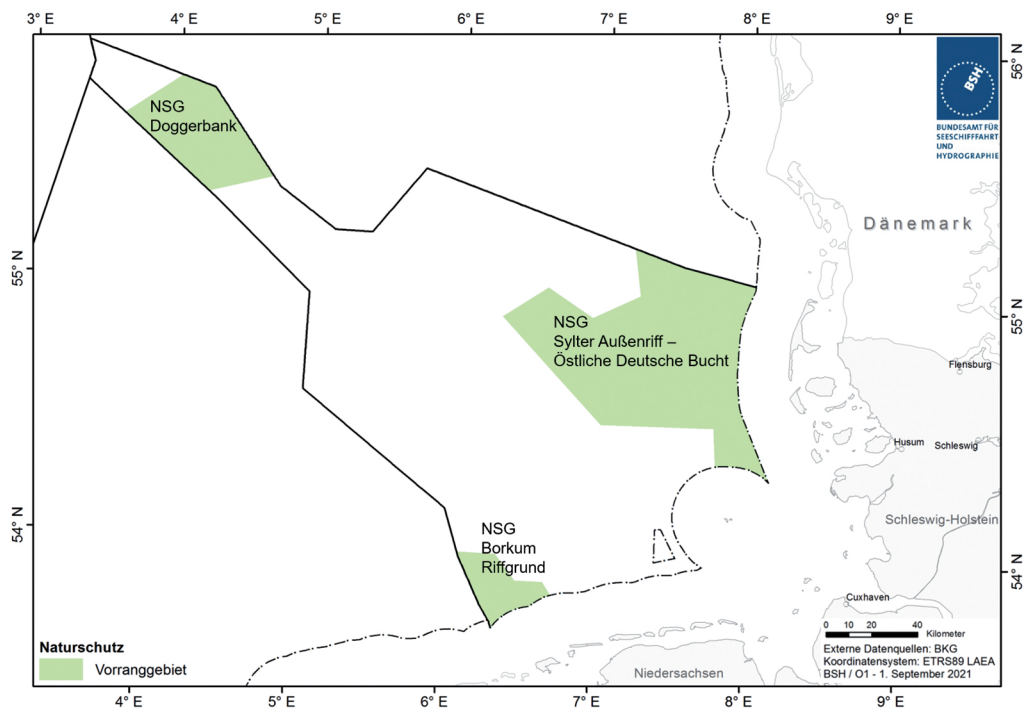 3° E 4° E 5° E 6° E 7° E 8° E 9° E
56° N
BSH
BUNDESAMT FÜR
SEESCHIFFFAHRT
UND
HYDROGRAPHIE
NSG
Doggerbank
Dänemark
55° N
55° N
NSG
Sylter Außenriff –
Östliche Deutsche Bucht
Flensburg
Husum
Schleswig
54° N
Schleswig-Holstein
NSG
Borkum
Riffgrund
54° N
Cuxhaven
0 10 20 40 Kilometer
Externe Datenquellen: BKG
Koordinatensystem: ETRS89 LAEA
BSH / O1 - 1. September 2021
Naturschutz
Vorranggebiet
Niedersachsen
4° E 5° E 6° E 7° E 8° E 9° E